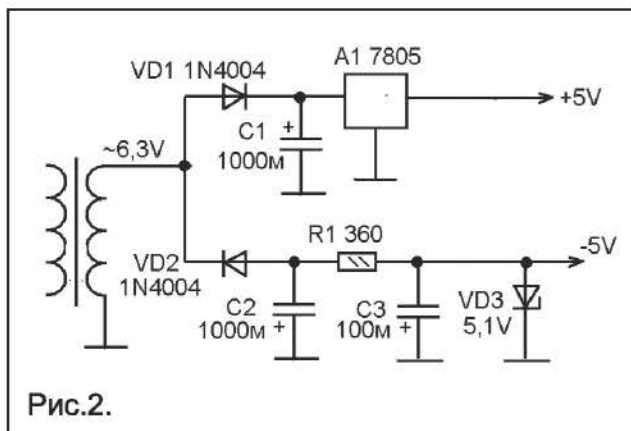 VD1 1N4004
A1 7805
+5V
~6,3V
C1
+
1000м
R1 360
-5V
VD2
1N4004
C2
1000м
+
C3
100м
+
VD3
5,1V
Рис.2.